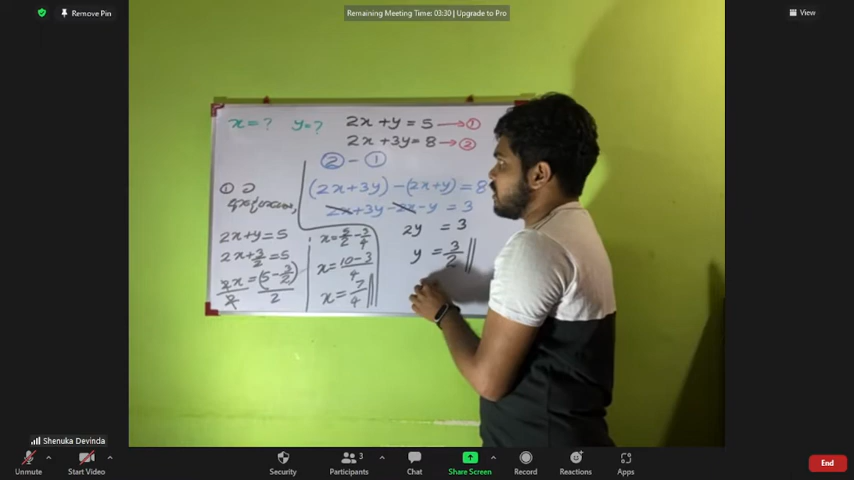 Remove Pin
Remaining Meeting Time: 03:30 | Upgrade to Pro
View
x = ? y = ? 2x + y = 5 → ①
2x + 3y = 8 → ②
② - ①
(2x+3y) - (2x+y) = 8
2x+3y - 2x - y = 3
2y = 3
y = 3/2
2x+y = 5
2x + 3/2 = 5
2x/2 = (5 - 3/2)/2
x = 5/2 - 3/4
x = (10-3)/4
x = 7/4
Shenuka Devinda
Unmute
Start Video
Security
Participants 3
Chat
Share Screen
Record
Reactions
Apps
End